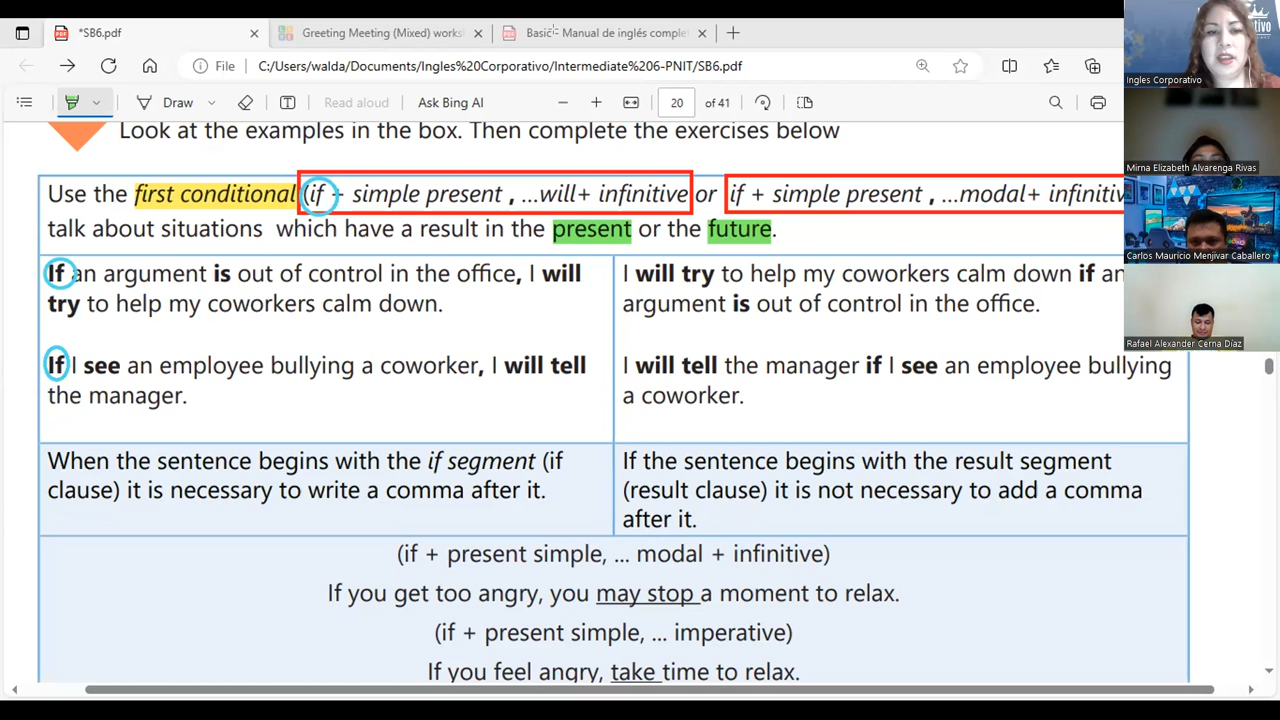 *SB6.pdf
Greeting Meeting (Mixed) works
Manual de inglés complet
File
C:/Users/walda/Documents/Ingles%20Corporativo/Intermediate%206-PNIT/SB6.pdf
Draw
Read aloud
Ask Bing AI
20
of 41
Look at the examples in the box. Then complete the exercises below
Use the first conditional (if + simple present , ...will+ infinitive or if + simple present , ...modal+ infinitiv
talk about situations which have a result in the present or the future.
If an argument is out of control in the office, I will
try to help my coworkers calm down.
If I see an employee bullying a coworker, I will tell
the manager.
I will try to help my coworkers calm down if an
argument is out of control in the office.
I will tell the manager if I see an employee bullying
a coworker.
When the sentence begins with the if segment (if
clause) it is necessary to write a comma after it.
If the sentence begins with the result segment
(result clause) it is not necessary to add a comma
after it.
(if + present simple, ... modal + infinitive)
If you get too angry, you may stop a moment to relax.
(if + present simple, ... imperative)
If you feel angry, take time to relax.
Ingles Corporativo
Mirna Elizabeth Alvarenga Rivas
Carlos Mauricio Menjivar Caballero
Rafael Alexander Cerna Díaz